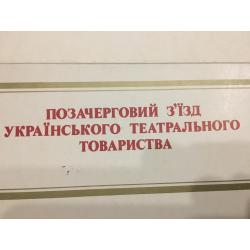 ПОЗАЧЕРГОВИЙ З'ЇЗД
УКРАЇНСЬКОГО ТЕАТРАЛЬНОГО
ТОВАРИСТВА